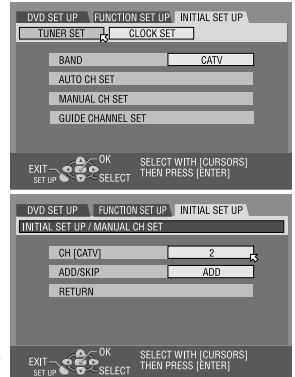 DVD SET UP FUNCTION SET UP INITIAL SET UP
TUNER SET CLOCK SET
BAND CATV
AUTO CH SET
MANUAL CH SET
GUIDE CHANNEL SET
OK
EXIT SELECT WITH [CURSORS]
SET UP SELECT THEN PRESS [ENTER]
DVD SET UP FUNCTION SET UP INITIAL SET UP
INITIAL SET UP / MANUAL CH SET
CH [CATV] 2
ADD/SKIP ADD
RETURN
OK
EXIT SELECT WITH [CURSORS]
SET UP SELECT THEN PRESS [ENTER]